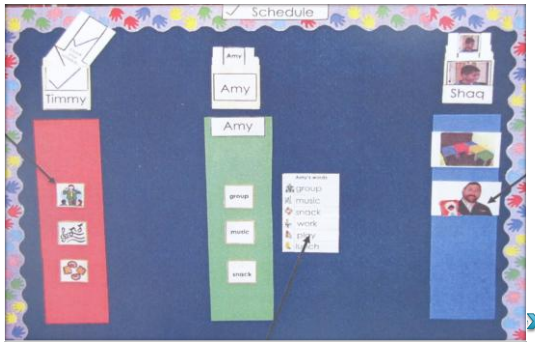 ✓ Schedule
Amy
Timmy
Amy
Shaq
Amy
group
music
snack
Amy's words
group
music
snack
work
play
lunch